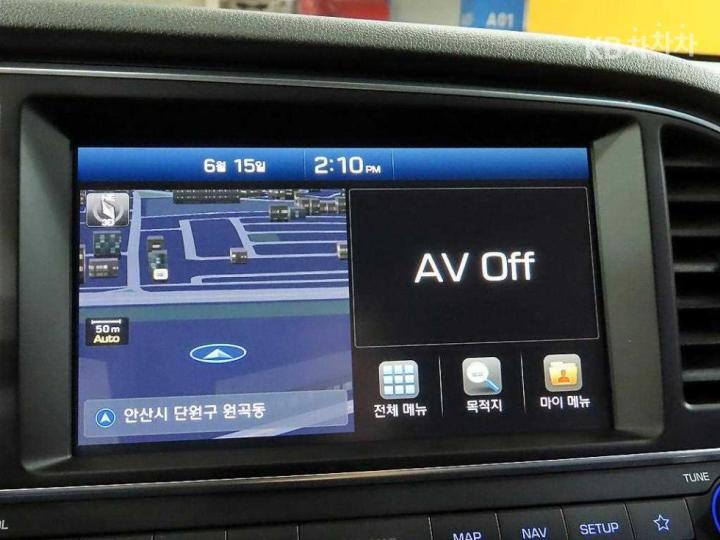 A01
KB차차차
6월 15일 2:10 PM
50m
Auto
안산시 단원구 원곡동
AV Off
전체 메뉴
목적지
마이 메뉴
TUNE
MAP
NAV
SETUP